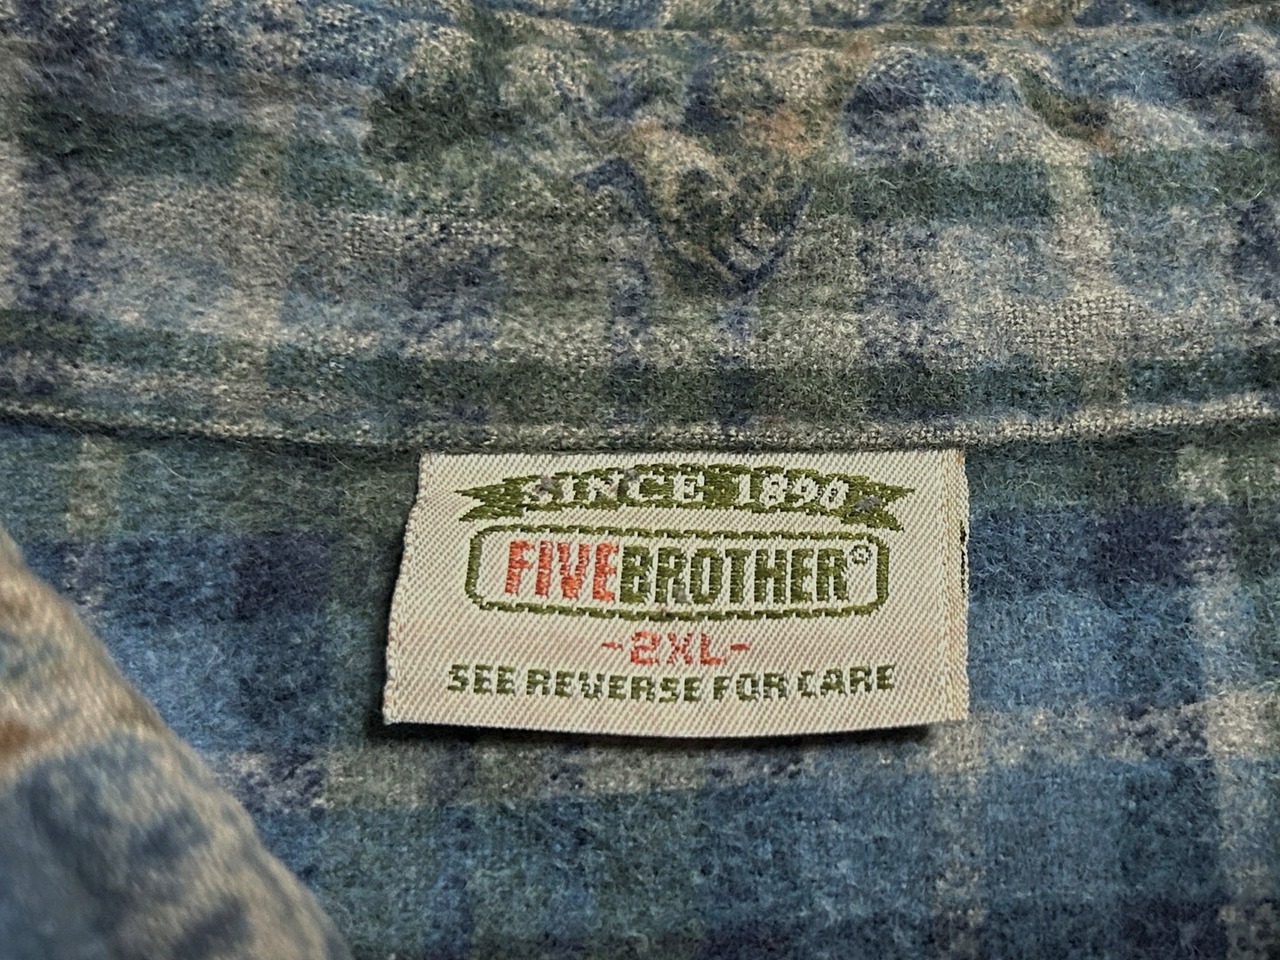 SINCE 1890
FIVEBROTHER®
-2XL-
SEE REVERSE FOR CARE